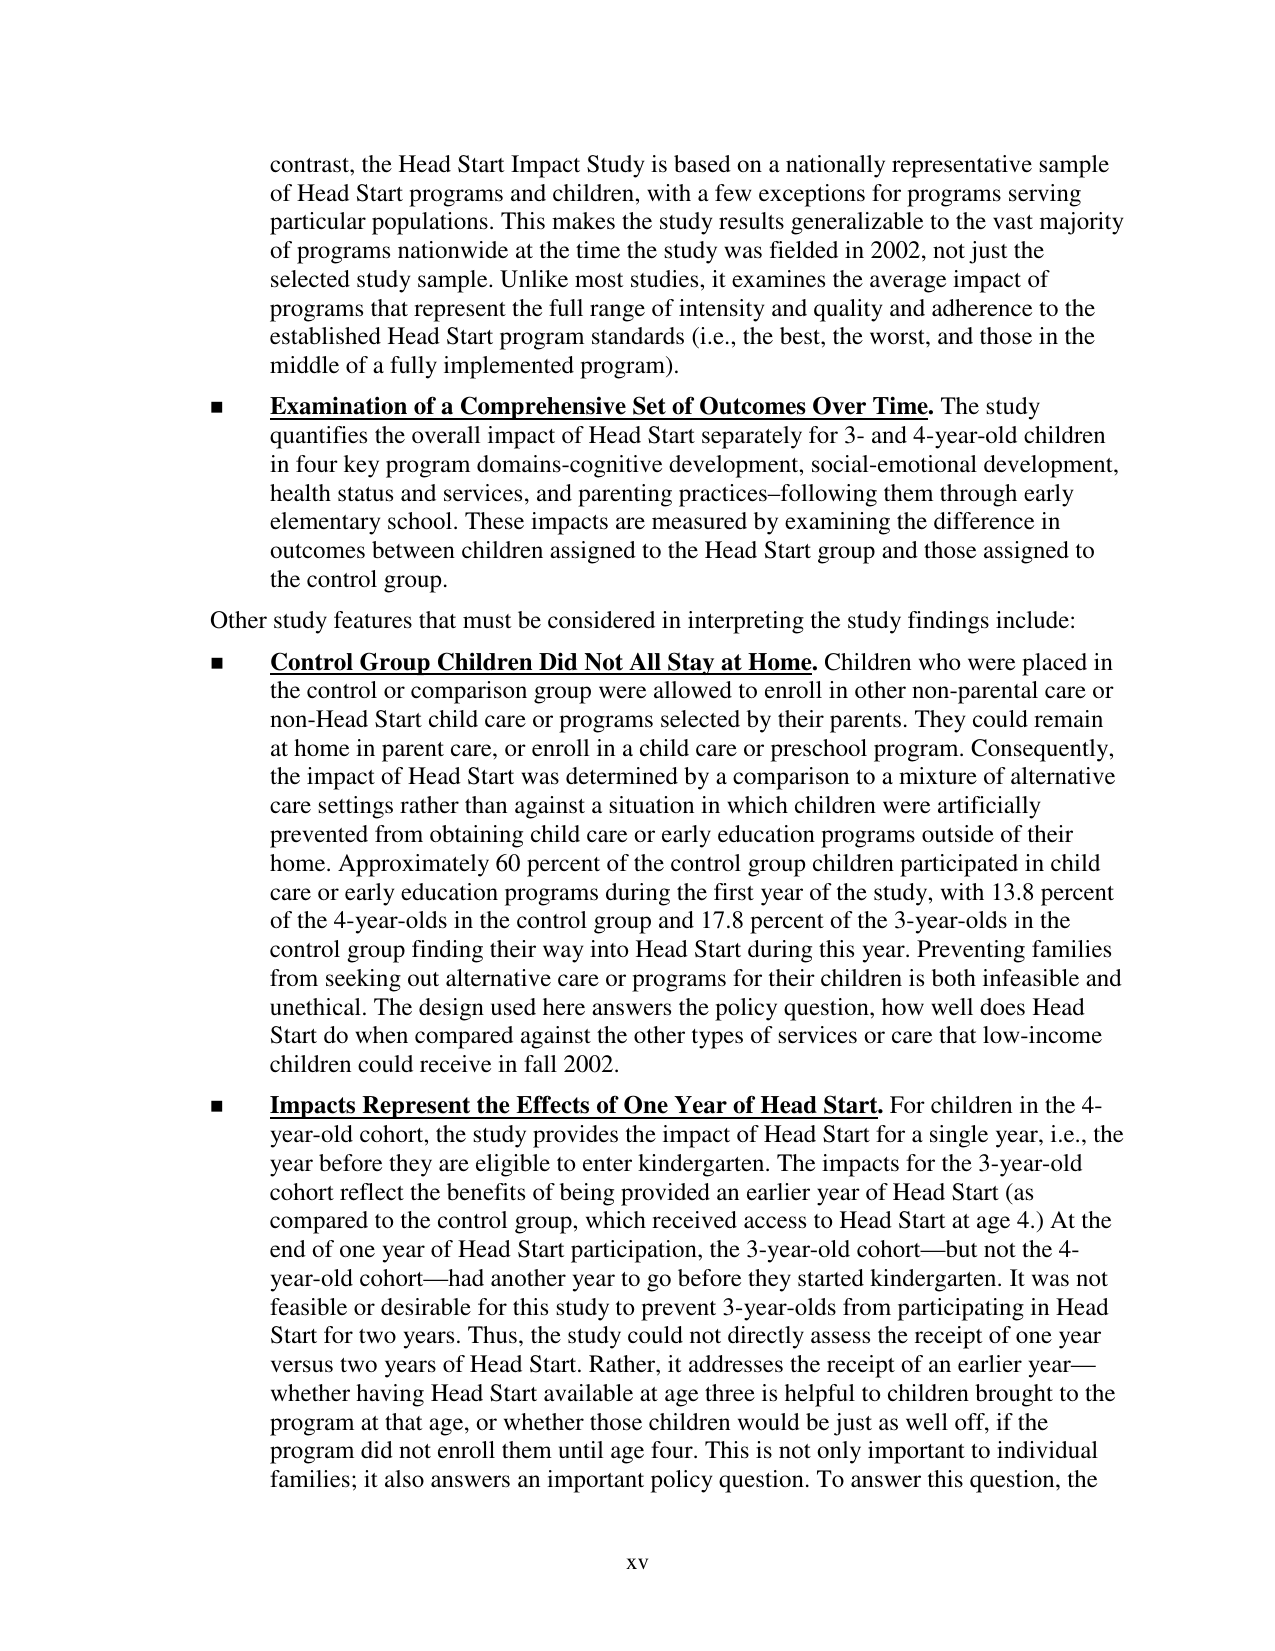 contrast, the Head Start Impact Study is based on a nationally representative sample
of Head Start programs and children, with a few exceptions for programs serving
particular populations. This makes the study results generalizable to the vast majority
of programs nationwide at the time the study was fielded in 2002, not just the
selected study sample. Unlike most studies, it examines the average impact of
programs that represent the full range of intensity and quality and adherence to the
established Head Start program standards (i.e., the best, the worst, and those in the
middle of a fully implemented program).
■ Examination of a Comprehensive Set of Outcomes Over Time. The study
quantifies the overall impact of Head Start separately for 3- and 4-year-old children
in four key program domains-cognitive development, social-emotional development,
health status and services, and parenting practices–following them through early
elementary school. These impacts are measured by examining the difference in
outcomes between children assigned to the Head Start group and those assigned to
the control group.
Other study features that must be considered in interpreting the study findings include:
■ Control Group Children Did Not All Stay at Home. Children who were placed in
the control or comparison group were allowed to enroll in other non-parental care or
non-Head Start child care or programs selected by their parents. They could remain
at home in parent care, or enroll in a child care or preschool program. Consequently,
the impact of Head Start was determined by a comparison to a mixture of alternative
care settings rather than against a situation in which children were artificially
prevented from obtaining child care or early education programs outside of their
home. Approximately 60 percent of the control group children participated in child
care or early education programs during the first year of the study, with 13.8 percent
of the 4-year-olds in the control group and 17.8 percent of the 3-year-olds in the
control group finding their way into Head Start during this year. Preventing families
from seeking out alternative care or programs for their children is both infeasible and
unethical. The design used here answers the policy question, how well does Head
Start do when compared against the other types of services or care that low-income
children could receive in fall 2002.
■ Impacts Represent the Effects of One Year of Head Start. For children in the 4-
year-old cohort, the study provides the impact of Head Start for a single year, i.e., the
year before they are eligible to enter kindergarten. The impacts for the 3-year-old
cohort reflect the benefits of being provided an earlier year of Head Start (as
compared to the control group, which received access to Head Start at age 4.) At the
end of one year of Head Start participation, the 3-year-old cohort—but not the 4-
year-old cohort—had another year to go before they started kindergarten. It was not
feasible or desirable for this study to prevent 3-year-olds from participating in Head
Start for two years. Thus, the study could not directly assess the receipt of one year
versus two years of Head Start. Rather, it addresses the receipt of an earlier year—
whether having Head Start available at age three is helpful to children brought to the
program at that age, or whether those children would be just as well off, if the
program did not enroll them until age four. This is not only important to individual
families; it also answers an important policy question. To answer this question, the
xv